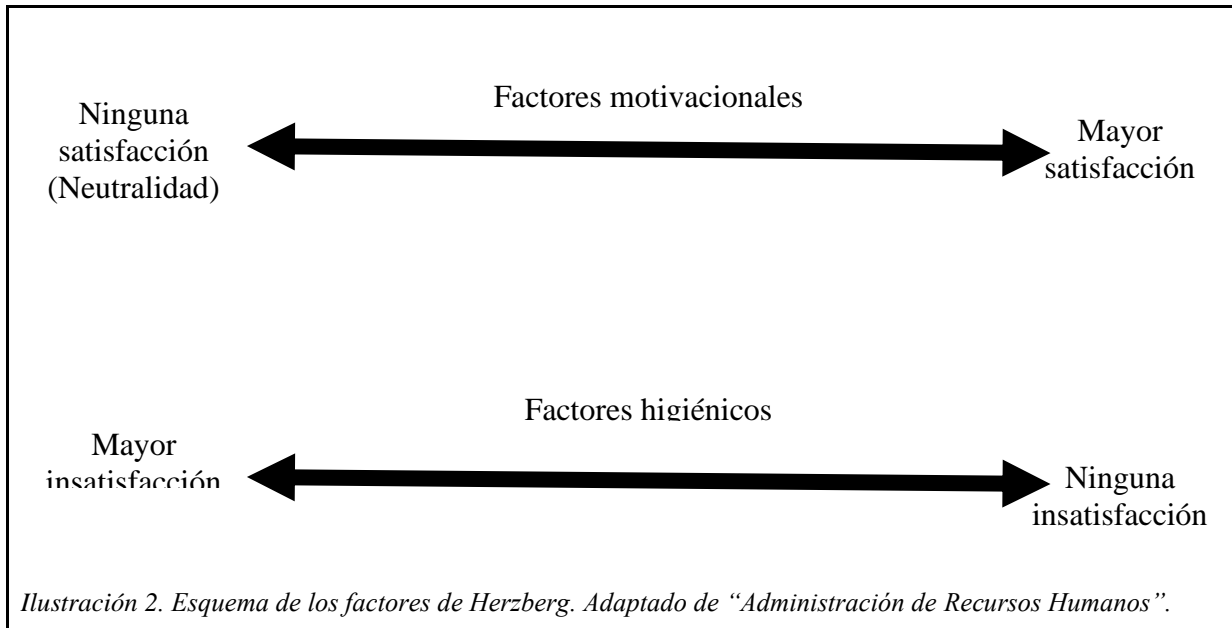 Factores motivacionales
Ninguna
satisfacción
(Neutralidad)
Mayor
satisfacción
Factores higiénicos
Mayor
insatisfacción
Ninguna
insatisfacción
Ilustración 2. Esquema de los factores de Herzberg. Adaptado de “Administración de Recursos Humanos”.